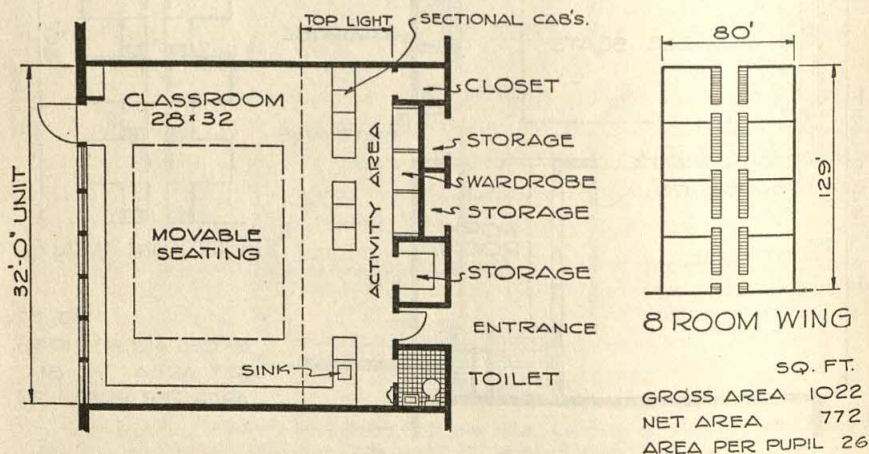 TOP LIGHT
SECTIONAL CAB'S.
80'
CLASSROOM
28 x 32
CLOSET
STORAGE
WARDROBE
STORAGE
ACTIVITY AREA
32'-0" UNIT
MOVABLE
SEATING
129'
STORAGE
ENTRANCE
8 ROOM WING
SINK
TOILET
SQ. FT.
GROSS AREA 1022
NET AREA 772
AREA PER PUPIL 26